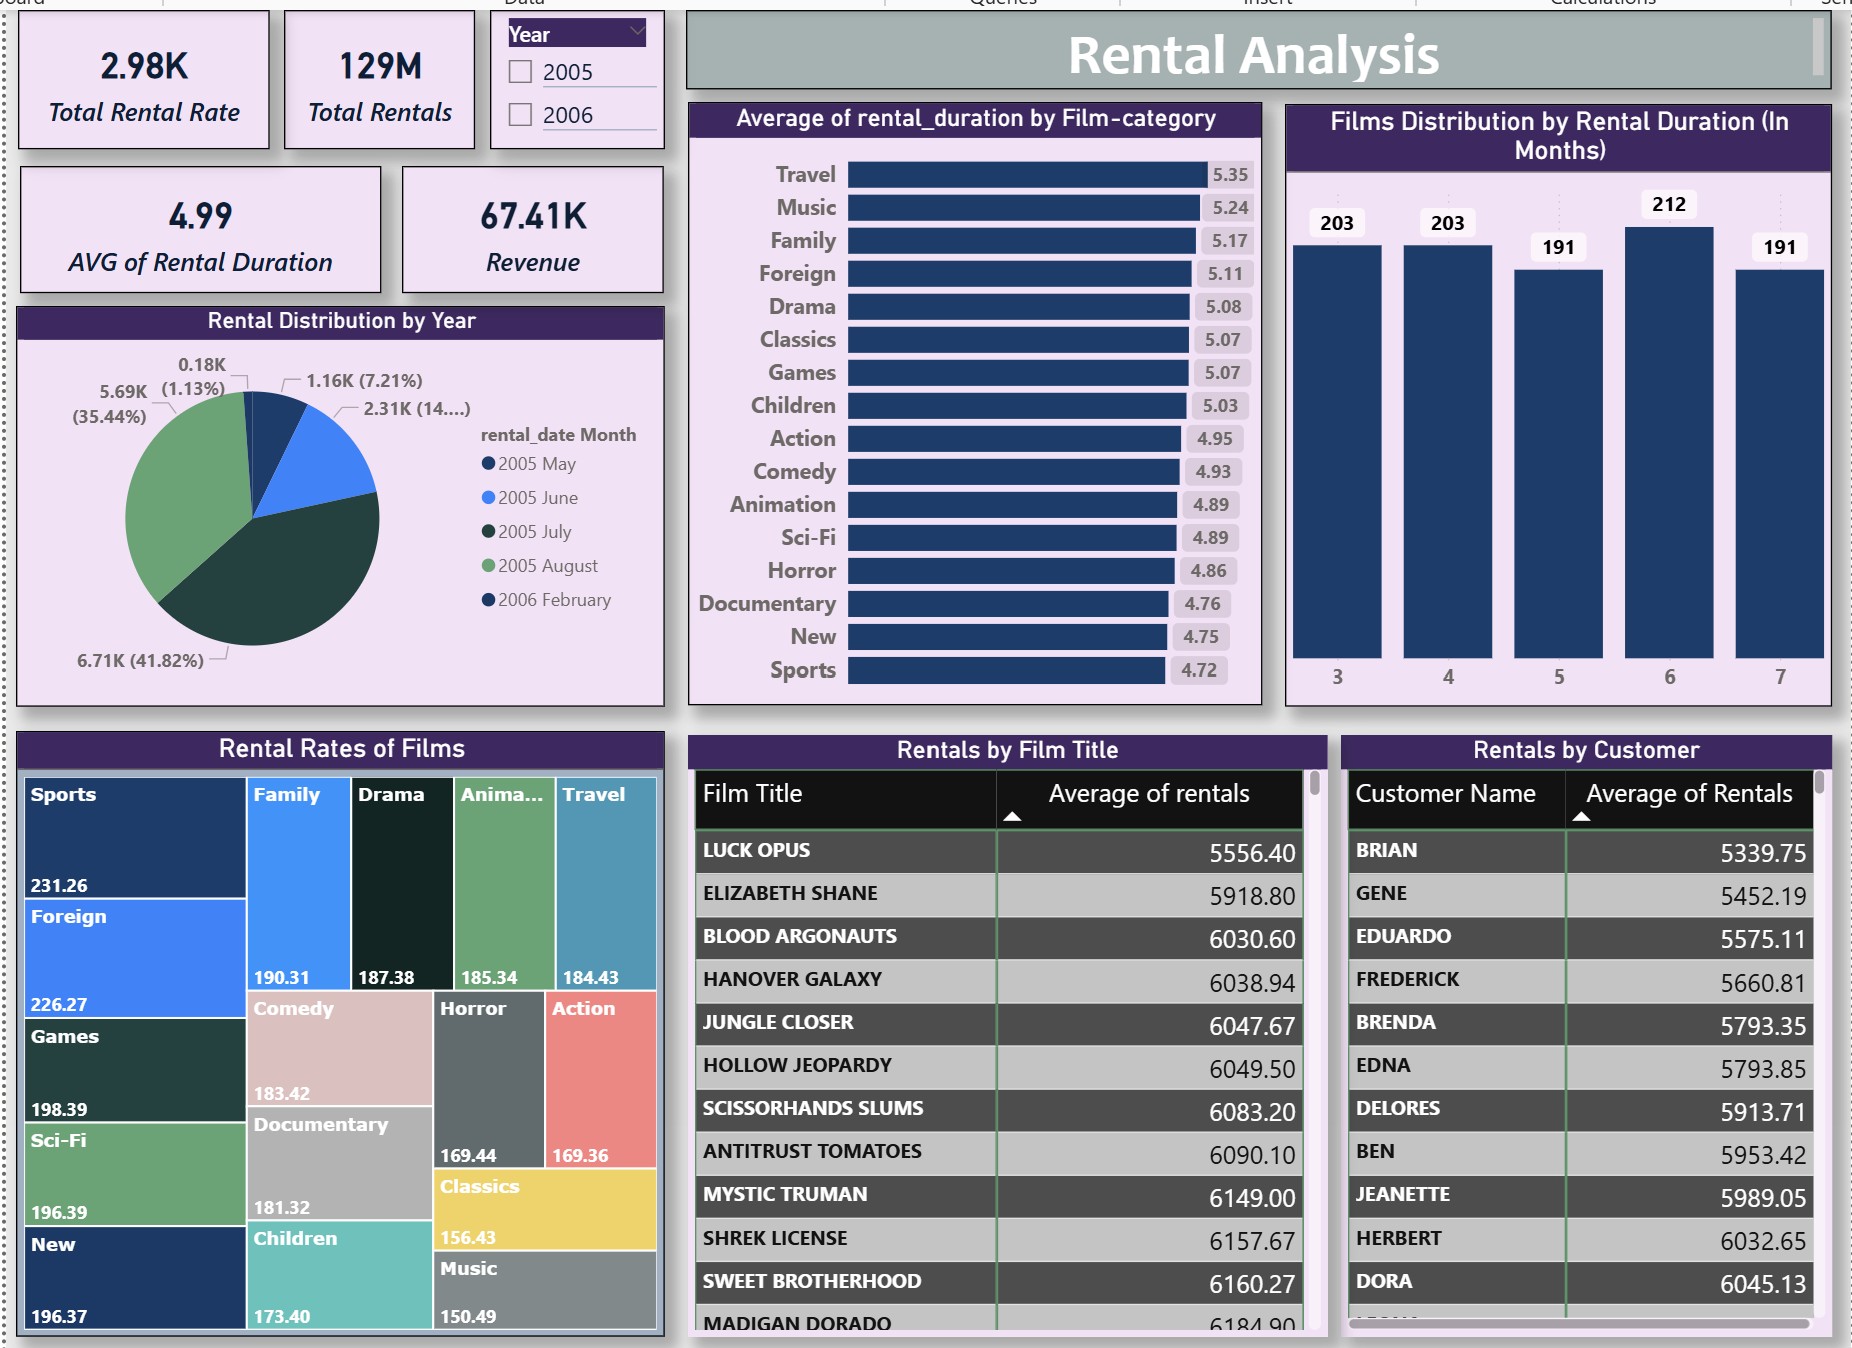 Data
Queries
Insert
Calculations
2.98K
Total Rental Rate
129M
Total Rentals
Year
2005
2006
Rental Analysis
4.99
AVG of Rental Duration
67.41K
Revenue
Rental Distribution by Year
0.18K
(1.13%)
5.69K
(35.44%)
1.16K (7.21%)
2.31K (14....)
6.71K (41.82%)
rental_date Month
2005 May
2005 June
2005 July
2005 August
2006 February
Average of rental_duration by Film-category
Travel 5.35
Music 5.24
Family 5.17
Foreign 5.11
Drama 5.08
Classics 5.07
Games 5.07
Children 5.03
Action 4.95
Comedy 4.93
Animation 4.89
Sci-Fi 4.89
Horror 4.86
Documentary 4.76
New 4.75
Sports 4.72
Films Distribution by Rental Duration (In
Months)
203 203 191 212 191
3 4 5 6 7
Rental Rates of Films
Sports
231.26
Foreign
226.27
Games
198.39
Sci-Fi
196.39
New
196.37
Family
190.31
Drama
187.38
Anima...
185.34
Travel
184.43
Comedy
183.42
Documentary
181.32
Children
173.40
Horror
169.44
Action
169.36
Classics
156.43
Music
150.49
Rentals by Film Title
Film Title Average of rentals
LUCK OPUS 5556.40
ELIZABETH SHANE 5918.80
BLOOD ARGONAUTS 6030.60
HANOVER GALAXY 6038.94
JUNGLE CLOSER 6047.67
HOLLOW JEOPARDY 6049.50
SCISSORHANDS SLUMS 6083.20
ANTITRUST TOMATOES 6090.10
MYSTIC TRUMAN 6149.00
SHREK LICENSE 6157.67
SWEET BROTHERHOOD 6160.27
MADIGAN DORADO 6184.90
Rentals by Customer
Customer Name Average of Rentals
BRIAN 5339.75
GENE 5452.19
EDUARDO 5575.11
FREDERICK 5660.81
BRENDA 5793.35
EDNA 5793.85
DELORES 5913.71
BEN 5953.42
JEANETTE 5989.05
HERBERT 6032.65
DORA 6045.13